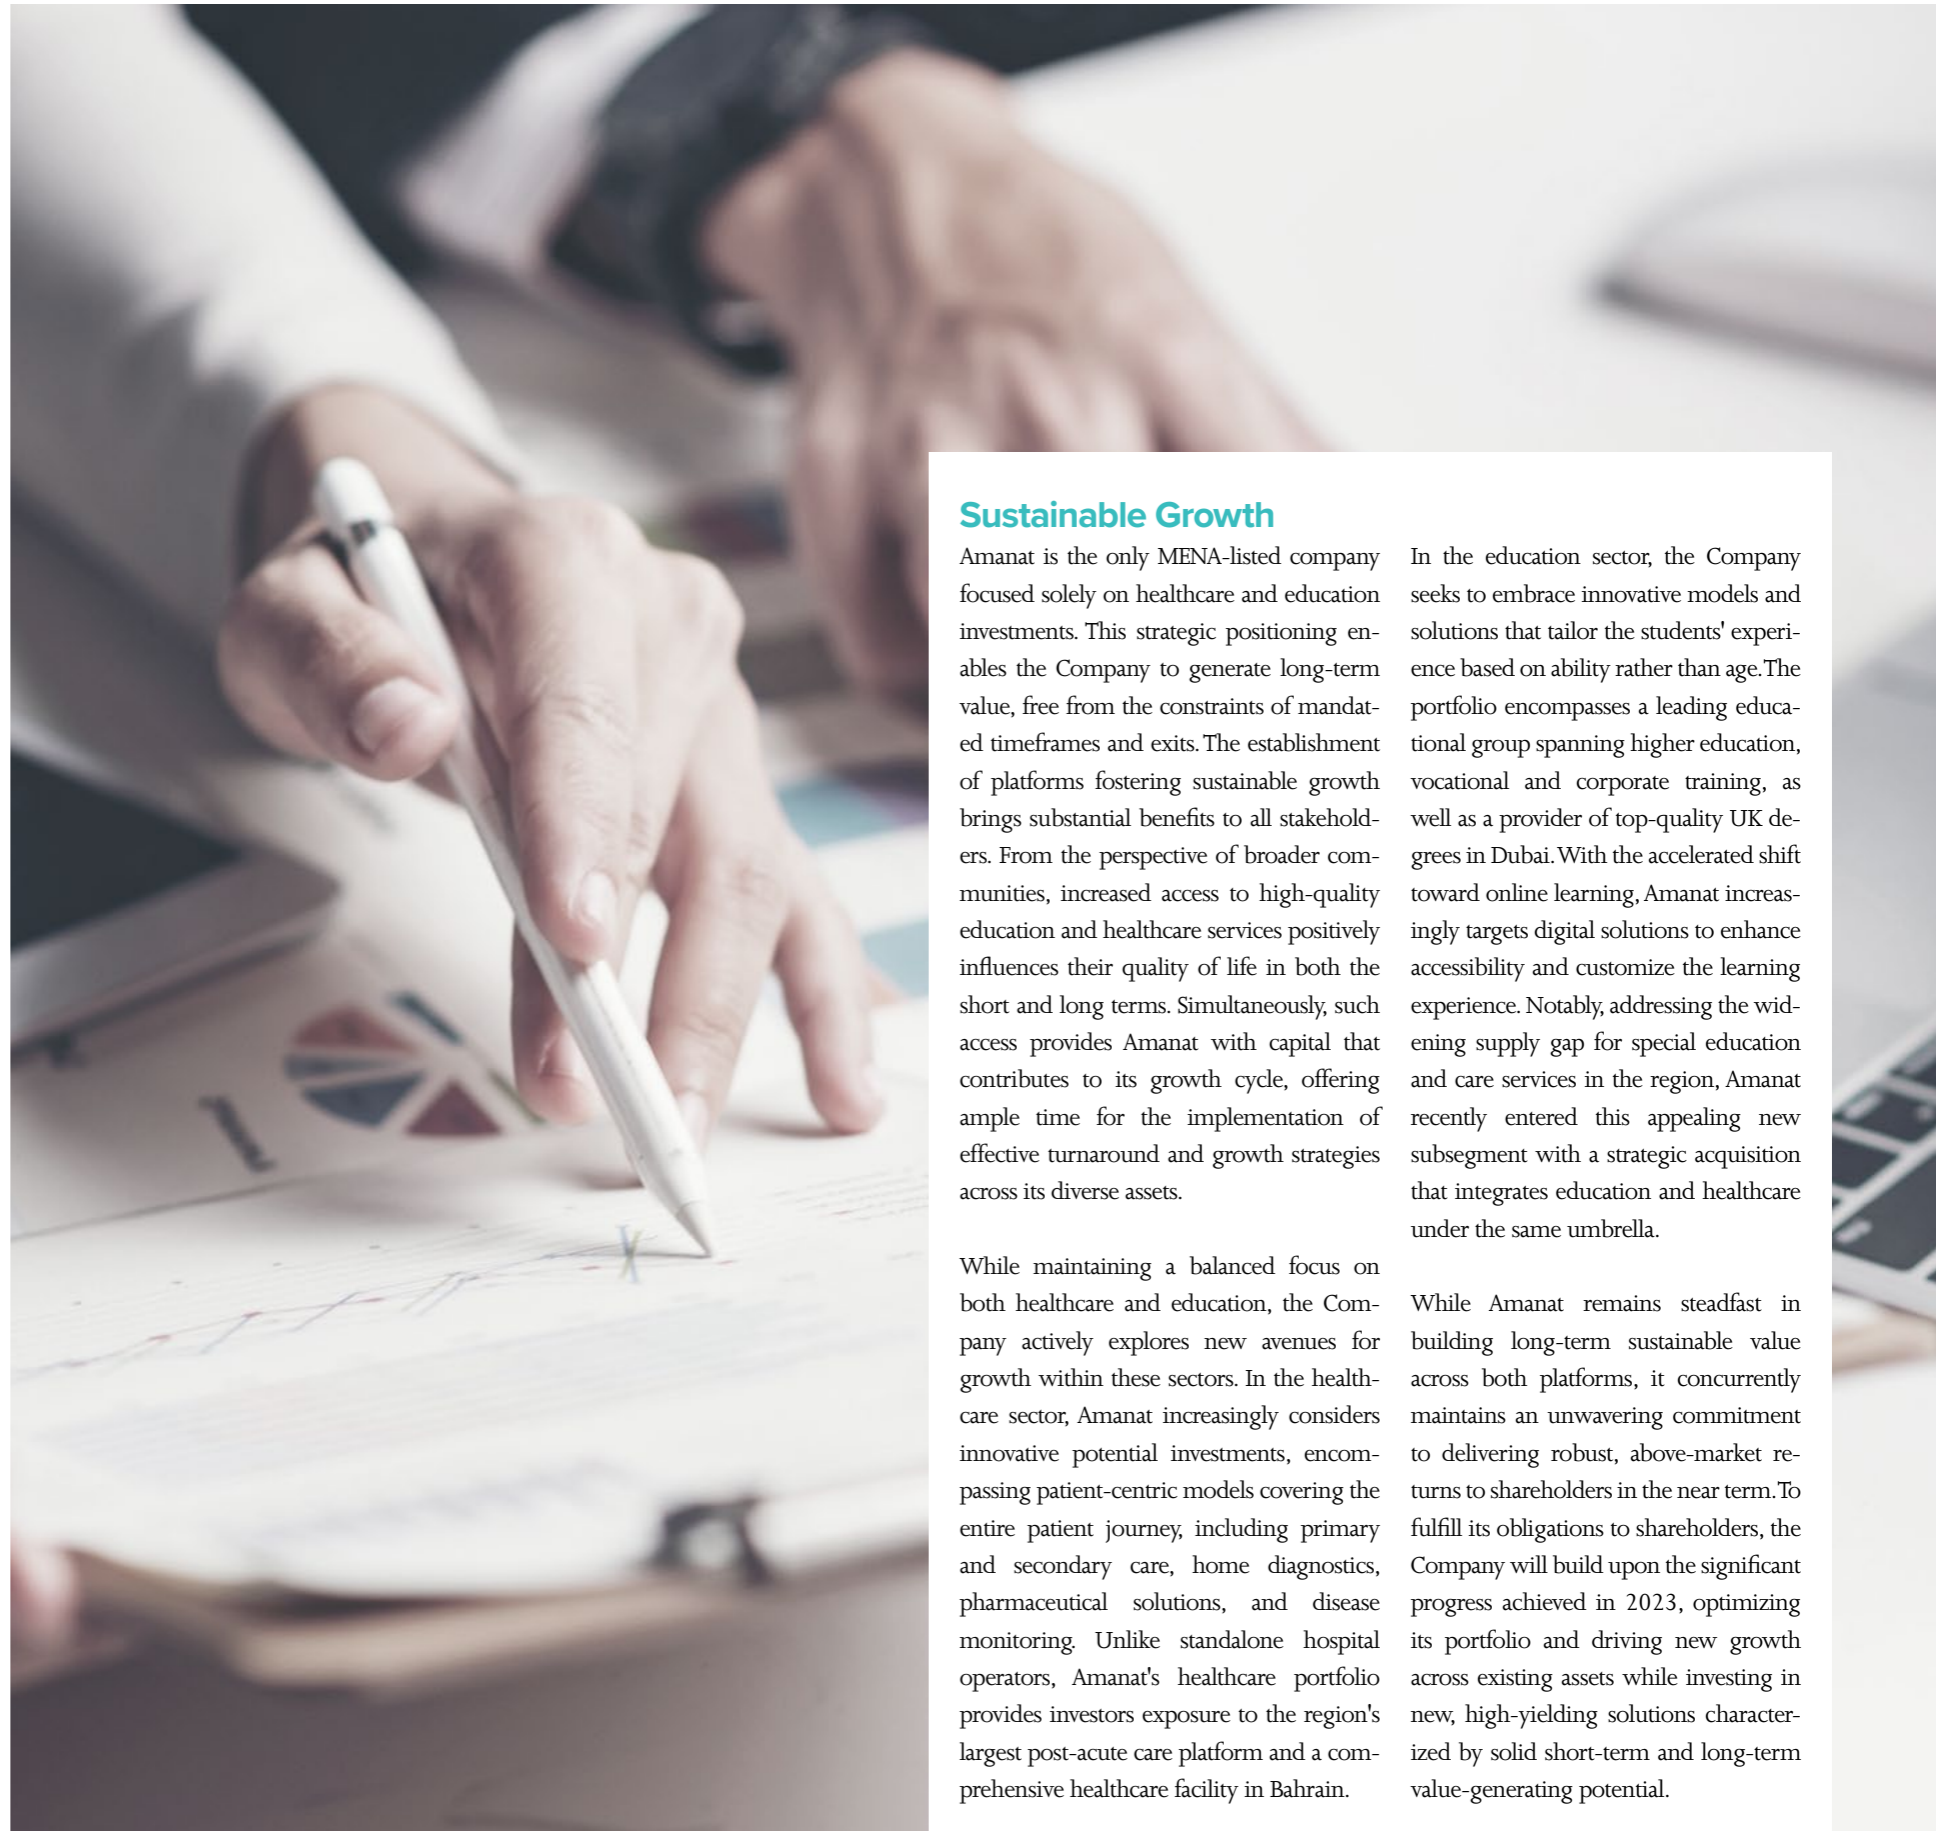 Sustainable Growth
Amanat is the only MENA-listed company
focused solely on healthcare and education
investments. This strategic positioning en-
ables the Company to generate long-term
value, free from the constraints of mandat-
ed timeframes and exits. The establishment
of platforms fostering sustainable growth
brings substantial benefits to all stakehold-
ers. From the perspective of broader com-
munities, increased access to high-quality
education and healthcare services positively
influences their quality of life in both the
short and long terms. Simultaneously, such
access provides Amanat with capital that
contributes to its growth cycle, offering
ample time for the implementation of
effective turnaround and growth strategies
across its diverse assets.
While maintaining a balanced focus on
both healthcare and education, the Com-
pany actively explores new avenues for
growth within these sectors. In the health-
care sector, Amanat increasingly considers
innovative potential investments, encom-
passing patient-centric models covering the
entire patient journey, including primary
and secondary care, home diagnostics,
pharmaceutical solutions, and disease
monitoring. Unlike standalone hospital
operators, Amanat's healthcare portfolio
provides investors exposure to the region's
largest post-acute care platform and a com-
prehensive healthcare facility in Bahrain.
In the education sector, the Company
seeks to embrace innovative models and
solutions that tailor the students' experi-
ence based on ability rather than age. The
portfolio encompasses a leading educa-
tional group spanning higher education,
vocational and corporate training, as
well as a provider of top-quality UK de-
grees in Dubai. With the accelerated shift
toward online learning, Amanat increas-
ingly targets digital solutions to enhance
accessibility and customize the learning
experience. Notably, addressing the wid-
ening supply gap for special education
and care services in the region, Amanat
recently entered this appealing new
subsegment with a strategic acquisition
that integrates education and healthcare
under the same umbrella.
While Amanat remains steadfast in
building long-term sustainable value
across both platforms, it concurrently
maintains an unwavering commitment
to delivering robust, above-market re-
turns to shareholders in the near term. To
fulfill its obligations to shareholders, the
Company will build upon the significant
progress achieved in 2023, optimizing
its portfolio and driving new growth
across existing assets while investing in
new, high-yielding solutions character-
ized by solid short-term and long-term
value-generating potential.